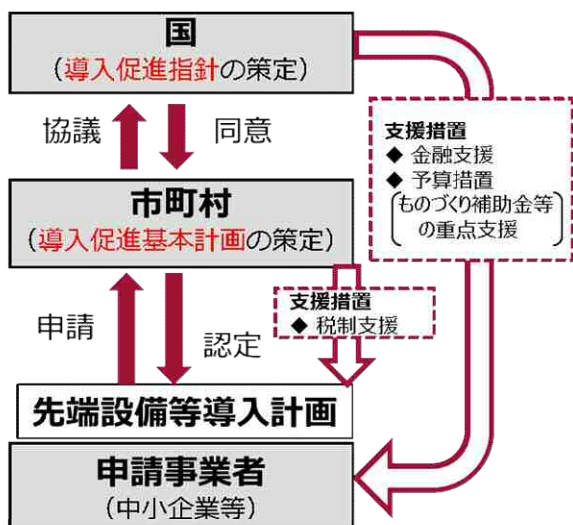 国
（導入促進指針の策定）
協議
同意
支援措置
◆ 金融支援
◆ 予算措置
ものづくり補助金等
の重点支援
市町村
（導入促進基本計画の策定）
支援措置
◆ 税制支援
申請
認定
先端設備等導入計画
申請事業者
（中小企業等）